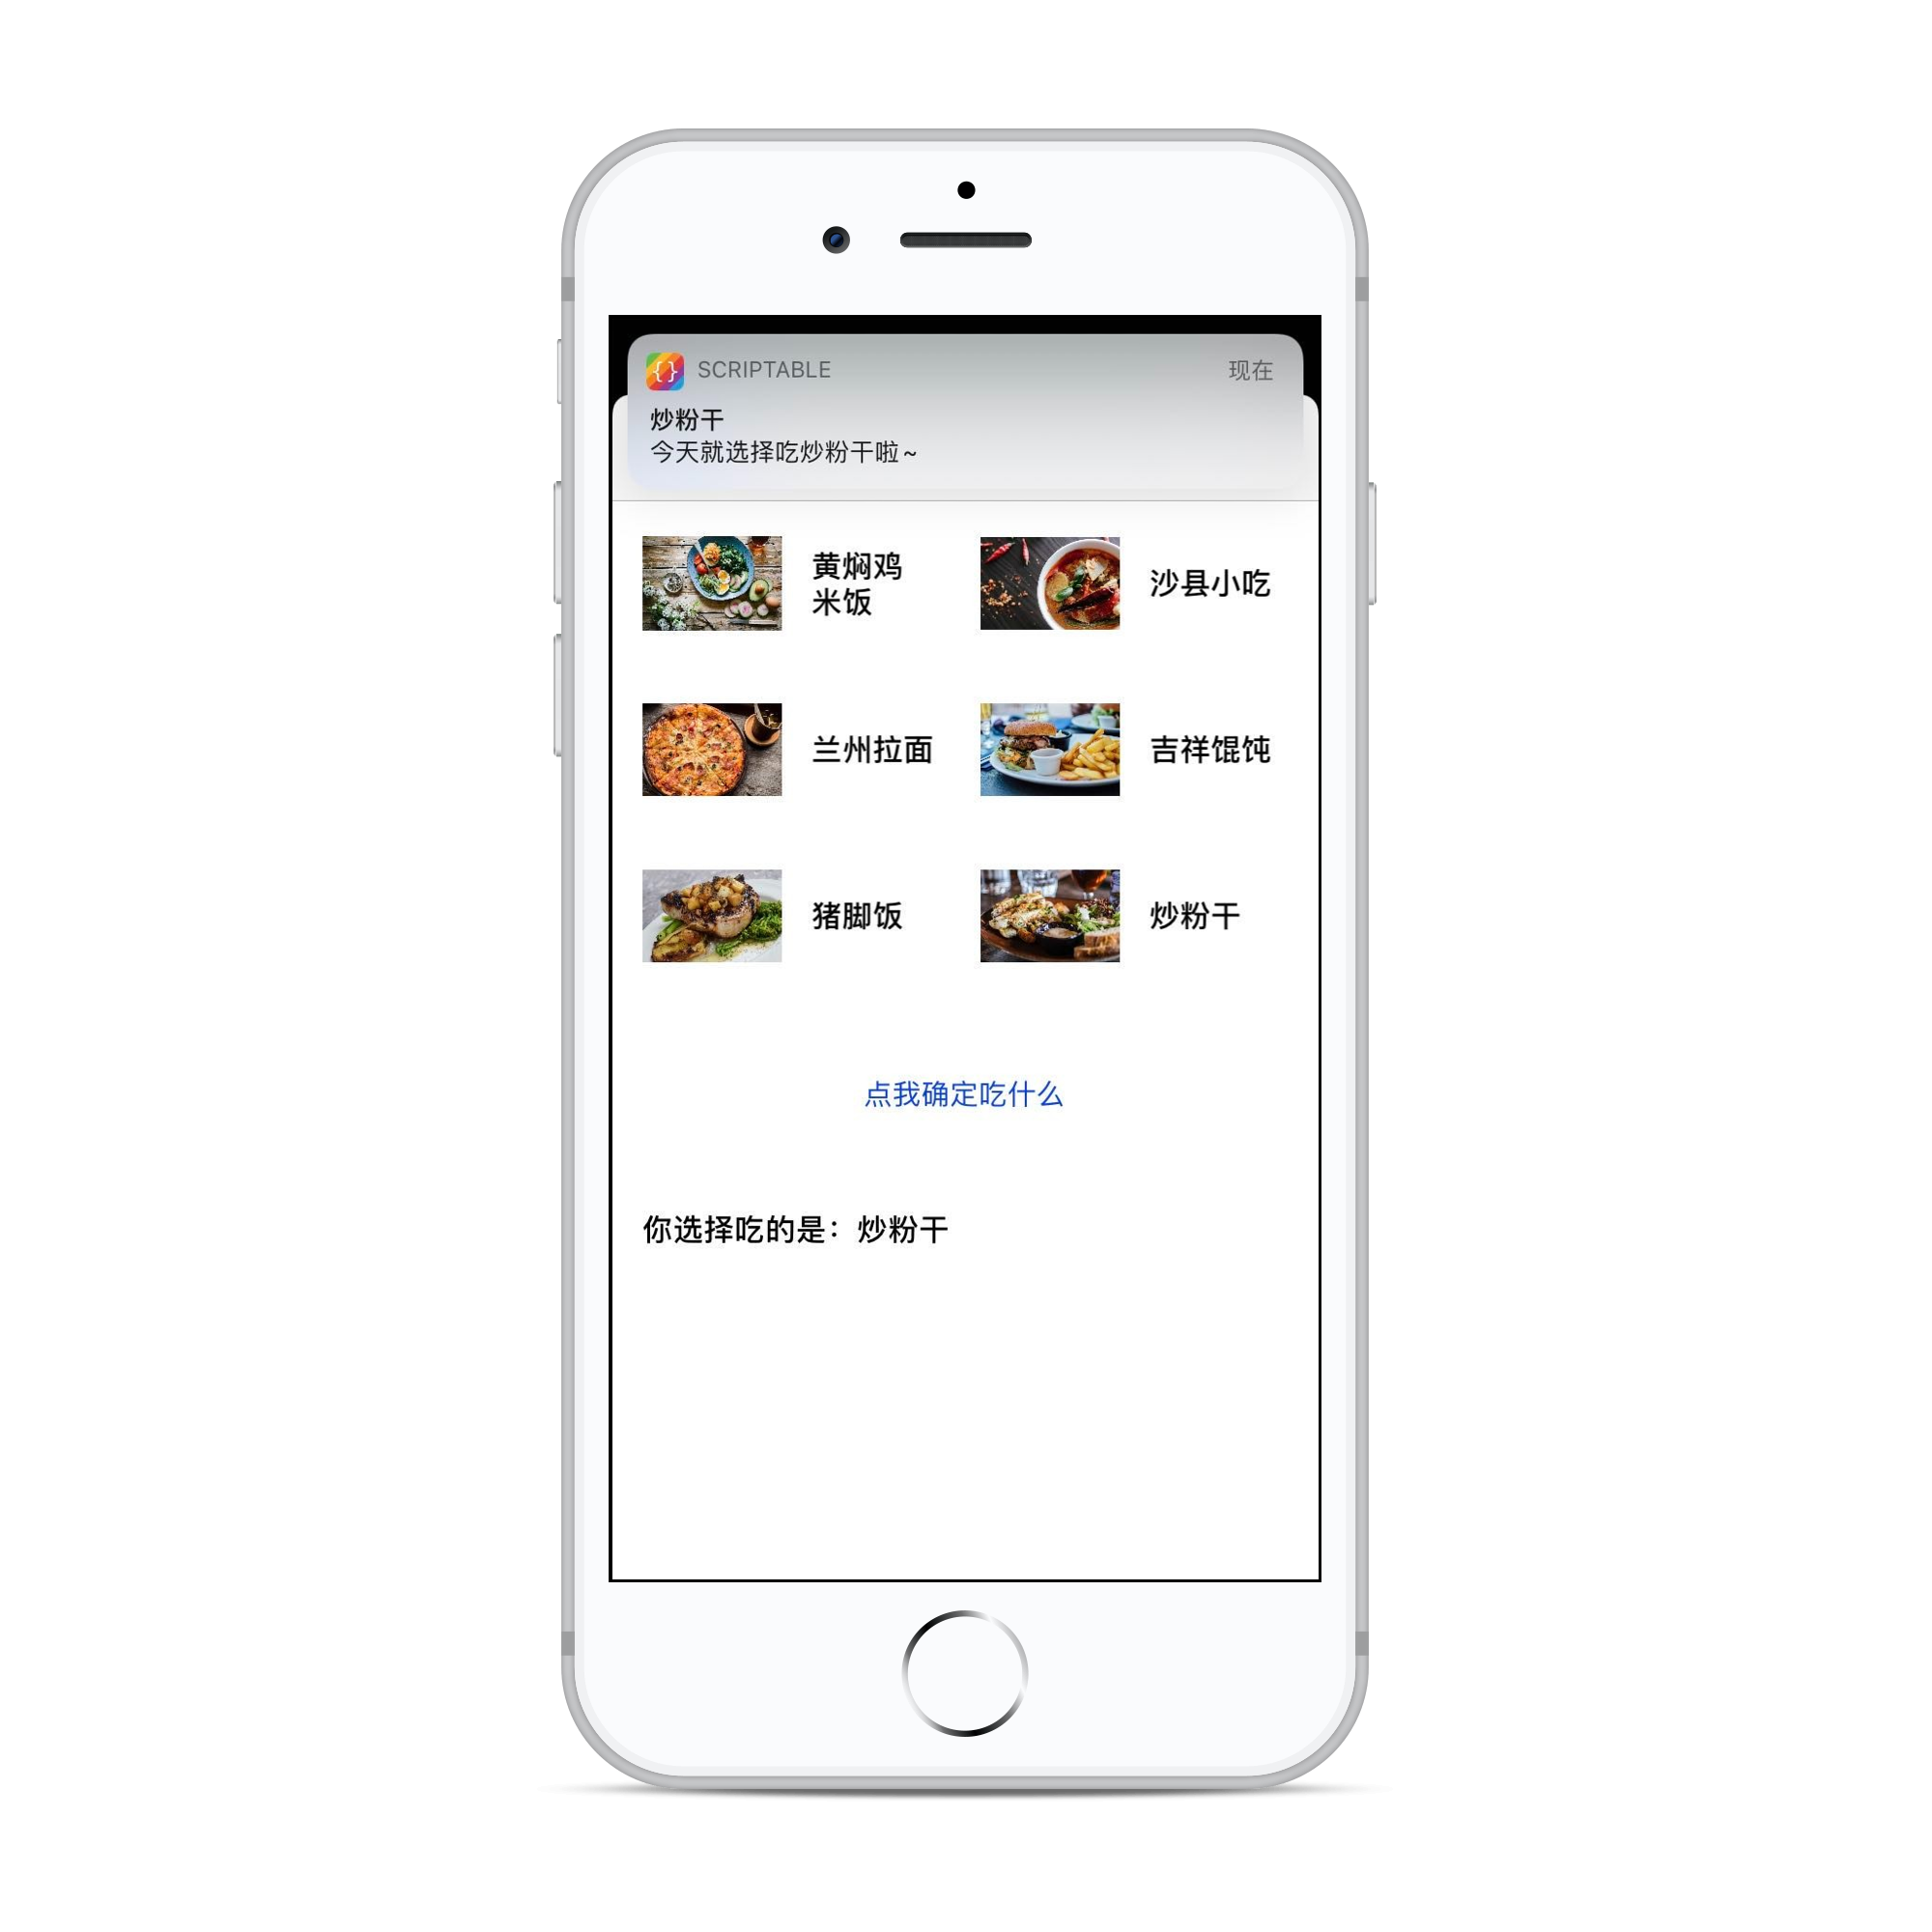 {}
SCRIPTABLE
现在
炒粉干
今天就选择吃炒粉干啦~
黄焖鸡
米饭
沙县小吃
兰州拉面
吉祥馄饨
猪脚饭
炒粉干
点我确定吃什么
你选择吃的是：炒粉干